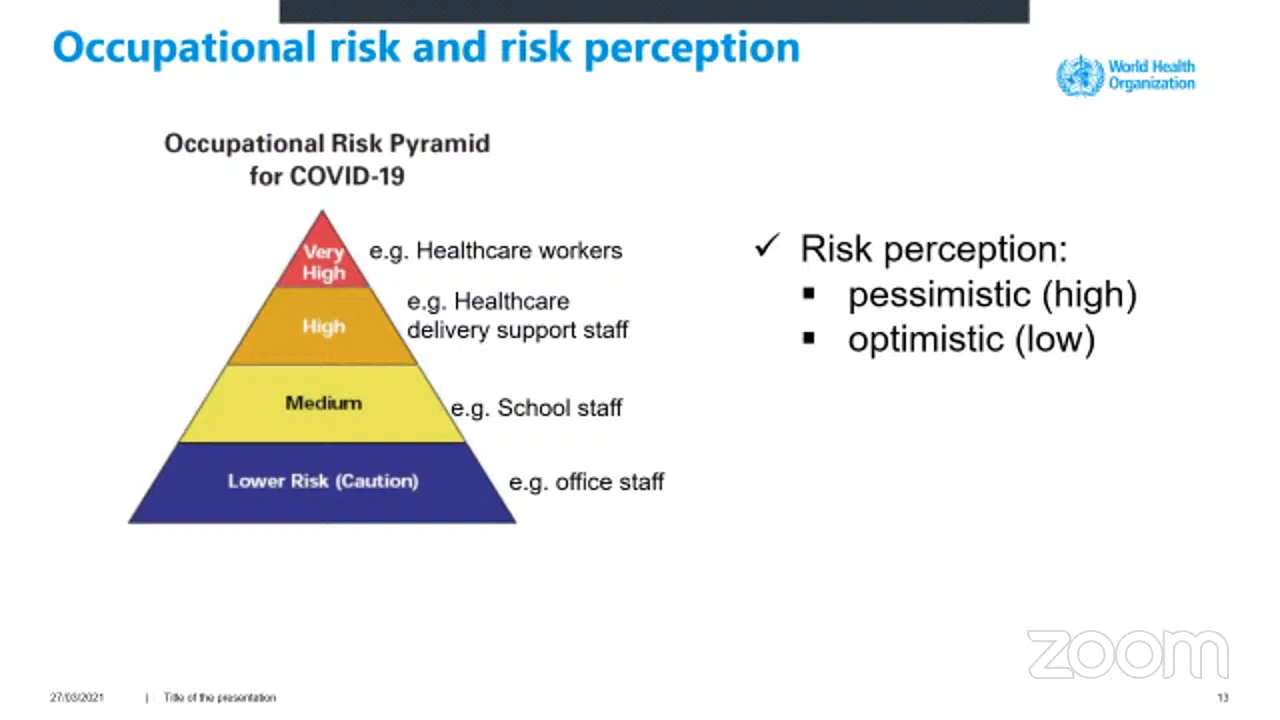 Occupational risk and risk perception
World Health
Organization
Occupational Risk Pyramid
for COVID-19
Very
High
e.g. Healthcare workers
High
e.g. Healthcare
delivery support staff
Medium
e.g. School staff
Lower Risk (Caution)
e.g. office staff
✓ Risk perception:
▪ pessimistic (high)
▪ optimistic (low)
zoom
27/03/2021 | Title of the presentation
13